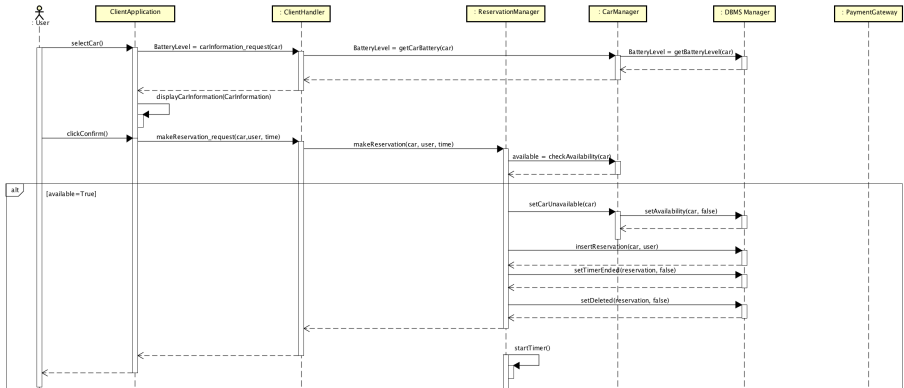 : User
ClientApplication
: ClientHandler
: ReservationManager
: CarManager
: DBMS Manager
: PaymentGateway
selectCar()
BatteryLevel = carInformation_request(car)
BatteryLevel = getCarBattery(car)
BatteryLevel = getBatteryLevel(car)
displayCarInformation(CarInformation)
clickConfirm()
makeReservation_request(car,user, time)
makeReservation(car, user, time)
available = checkAvailability(car)
alt
[available=True]
setCarUnavailable(car)
setAvailability(car, false)
insertReservation(car, user)
setTimerEnded(reservation, false)
setDeleted(reservation, false)
startTimer()